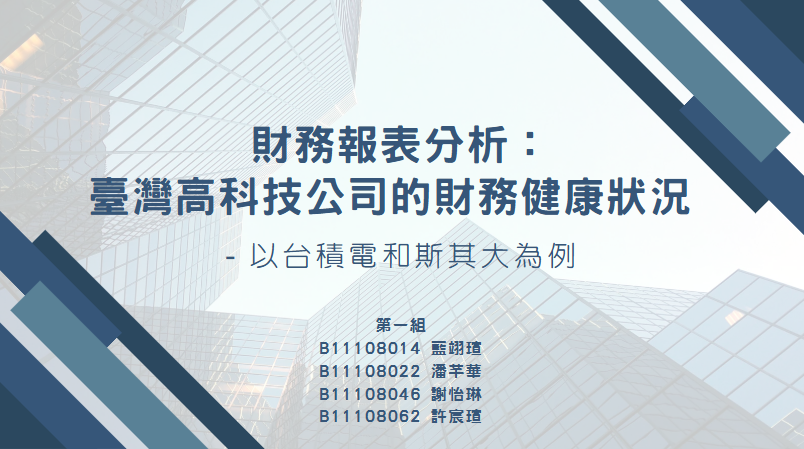 財務報表分析：
臺灣高科技公司的財務健康狀況
- 以台積電和斯其大為例
第一組
B11108014 藍翊瑄
B11108022 潘芊華
B11108046 謝怡琳
B11108062 許宸瑄